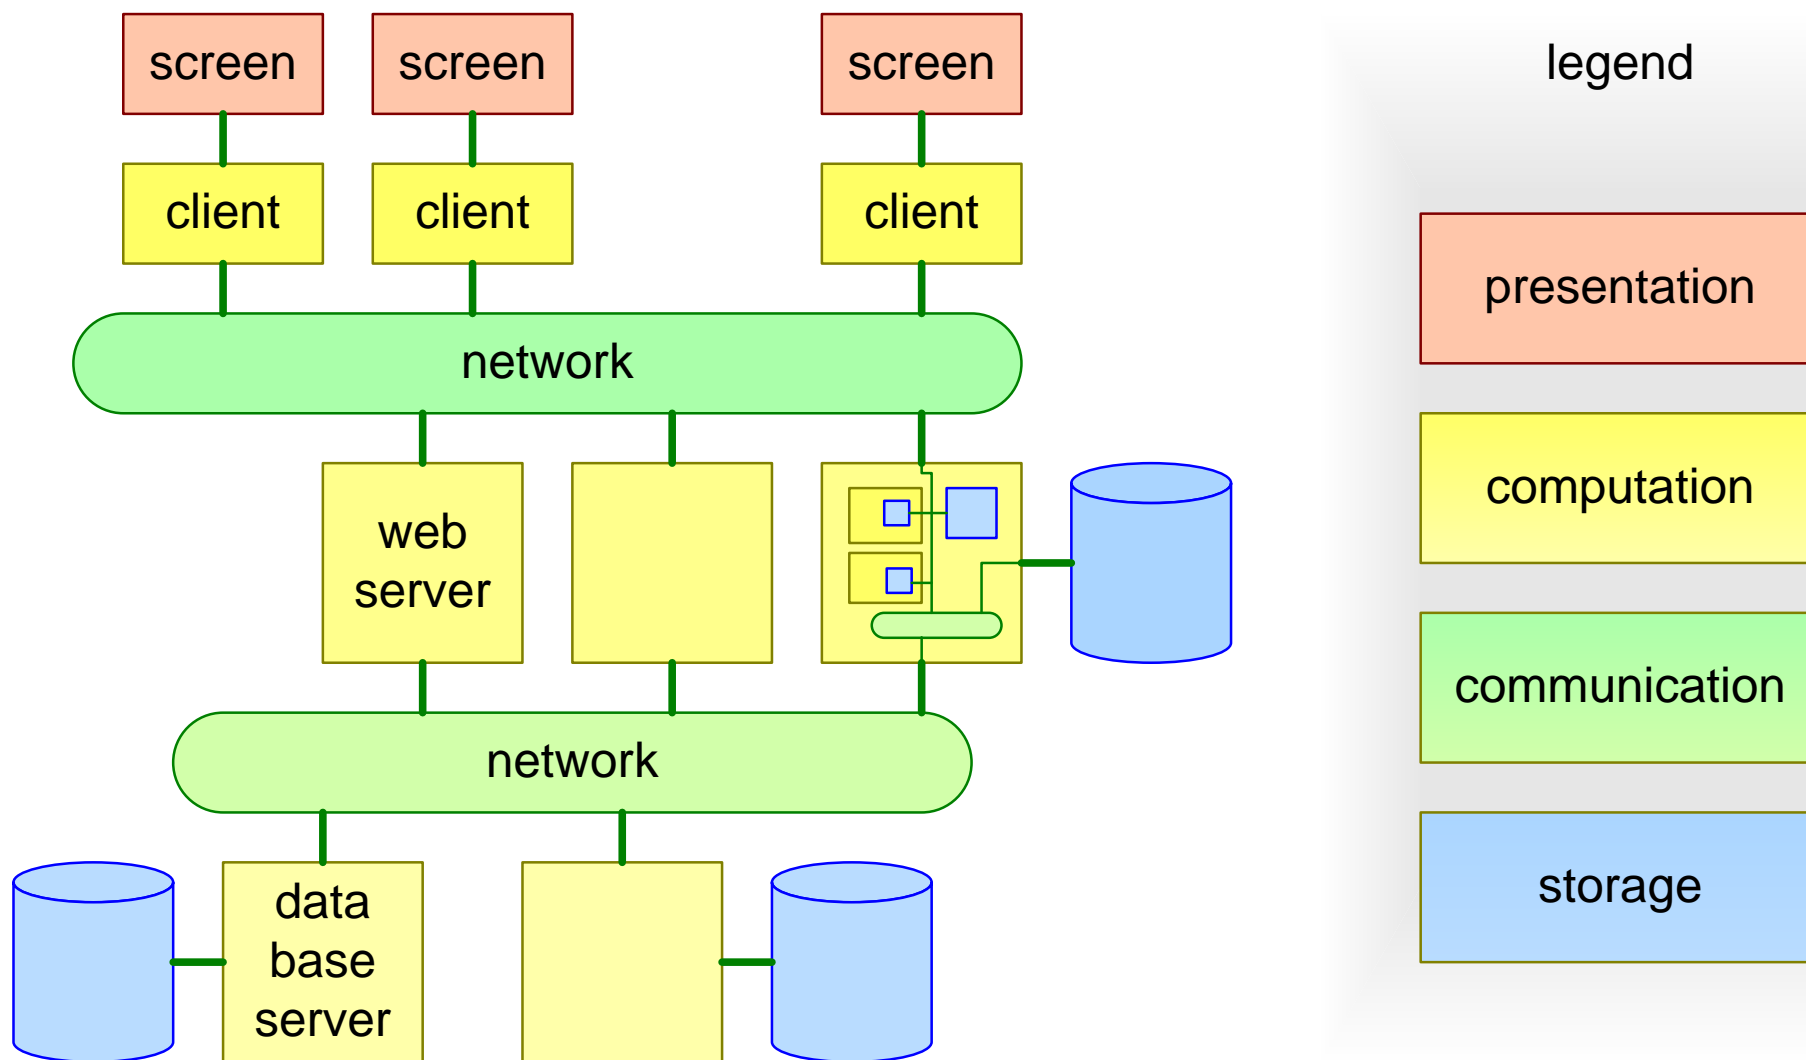 screen
screen
screen
client
client
client
network
web
server
network
data
base
server
legend
presentation
computation
communication
storage